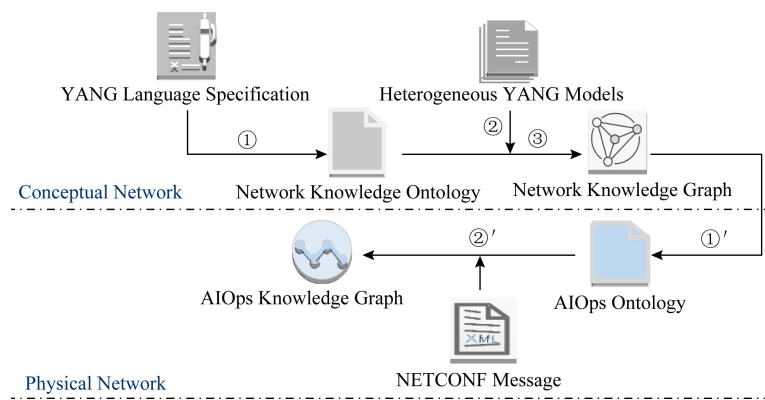 YANG Language Specification
Heterogeneous YANG Models
①
②
③
Network Knowledge Ontology
Network Knowledge Graph
Conceptual Network
②′
①′
AIOps Knowledge Graph
AIOps Ontology
XML
NETCONF Message
Physical Network